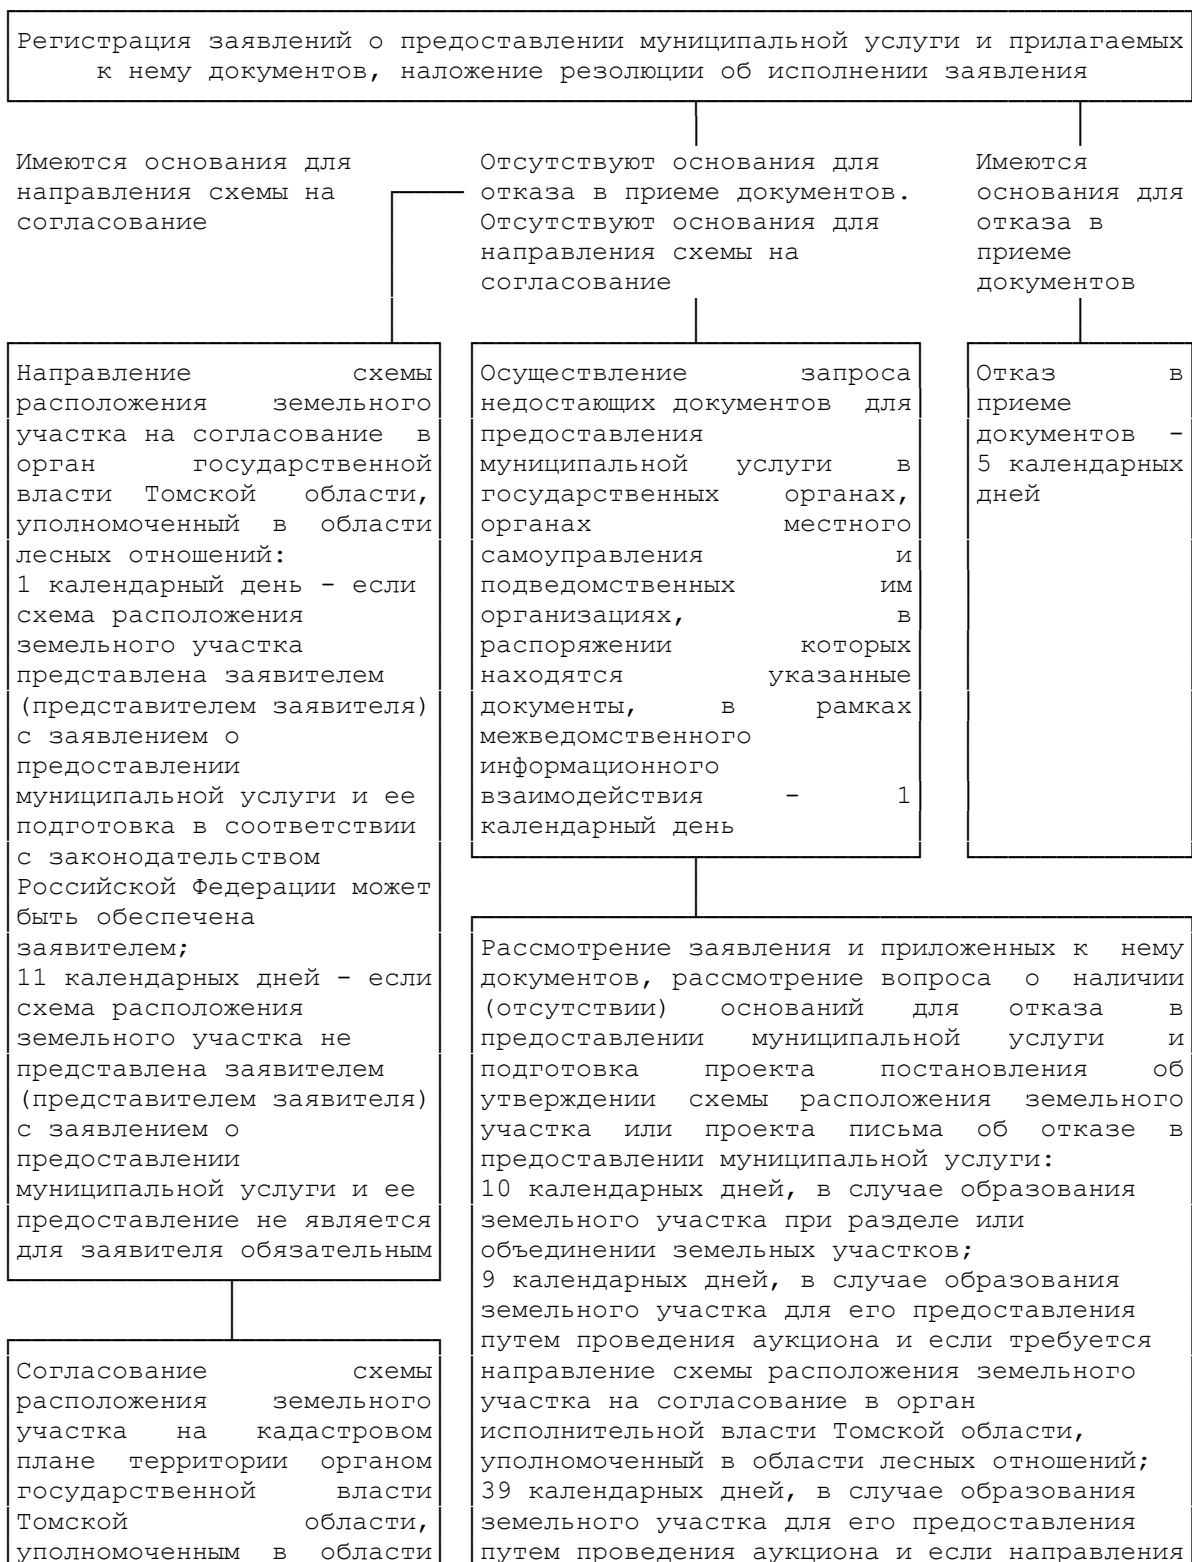 Регистрация заявлений о предоставлении муниципальной услуги и прилагаемых
к нему документов, наложение резолюции об исполнении заявления
Имеются основания для
направления схемы на
согласование
Отсутствуют основания для
отказа в приеме документов.
Отсутствуют основания для
направления схемы на
согласование
Имеются
основания для
отказа в
приеме
документов
Направление схемы
расположения земельного
участка на согласование в
орган государственной
власти Томской области,
уполномоченный в области
лесных отношений:
1 календарный день - если
схема расположения
земельного участка
представлена заявителем
(представителем заявителя)
с заявлением о
предоставлении
муниципальной услуги и ее
подготовка в соответствии
с законодательством
Российской Федерации может
быть обеспечена
заявителем;
11 календарных дней - если
схема расположения
земельного участка не
представлена заявителем
(представителем заявителя)
с заявлением о
предоставлении
муниципальной услуги и ее
предоставление не является
для заявителя обязательным
Осуществление запроса
недостающих документов для
предоставления
муниципальной услуги в
государственных органах,
органах местного
самоуправления и
подведомственных им
организациях, в
распоряжении которых
находятся указанные
документы, в рамках
межведомственного
информационного
взаимодействия - 1
календарный день
Отказ в
приеме
документов -
5 календарных
дней
Рассмотрение заявления и приложенных к нему
документов, рассмотрение вопроса о наличии
(отсутствии) оснований для отказа в
предоставлении муниципальной услуги и
подготовка проекта постановления об
утверждении схемы расположения земельного
участка или проекта письма об отказе в
предоставлении муниципальной услуги:
10 календарных дней, в случае образования
земельного участка при разделе или
объединении земельных участков;
9 календарных дней, в случае образования
земельного участка для его предоставления
путем проведения аукциона и если требуется
направление схемы расположения земельного
участка на согласование в орган
исполнительной власти Томской области,
уполномоченный в области лесных отношений;
39 календарных дней, в случае образования
земельного участка для его предоставления
путем проведения аукциона и если направления
Согласование схемы
расположения земельного
участка на кадастровом
плане территории органом
государственной власти
Томской области,
уполномоченным в области